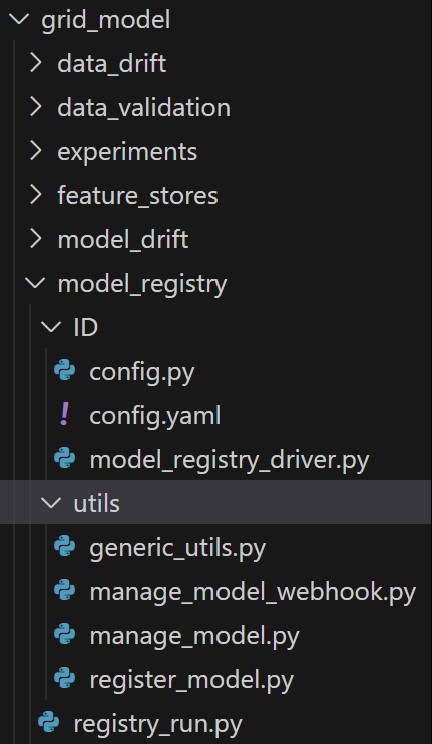 grid_model
data_drift
data_validation
experiments
feature_stores
model_drift
model_registry
ID
config.py
! config.yaml
model_registry_driver.py
utils
generic_utils.py
manage_model_webhook.py
manage_model.py
register_model.py
registry_run.py